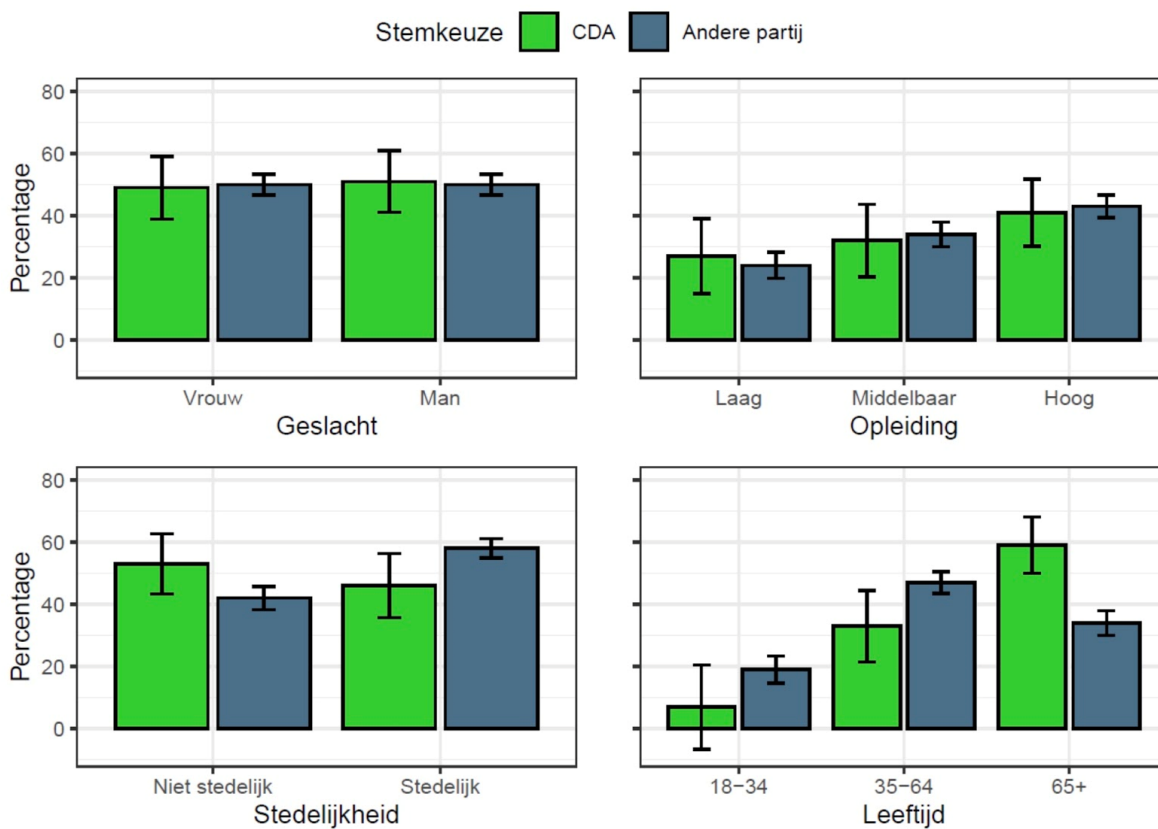 Stemkeuze CDA Andere partij
Percentage
80
60
40
20
0
Vrouw Man
Geslacht
Laag Middelbaar Hoog
Opleiding
Percentage
80
60
40
20
0
Niet stedelijk Stedelijk
Stedelijkheid
18−34 35−64 65+
Leeftijd